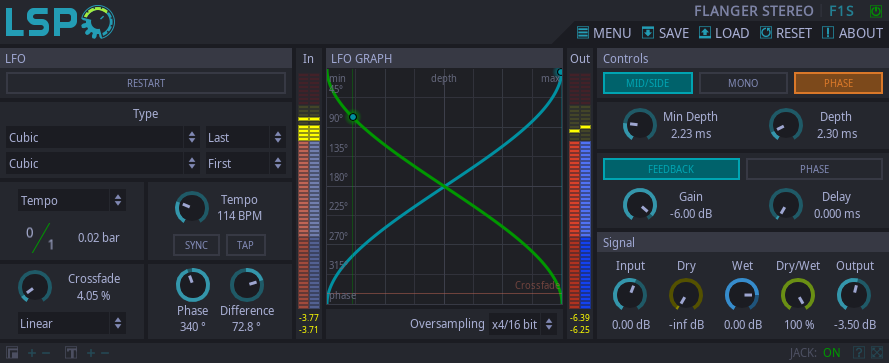 LSP
FLANGER STEREO F1S
MENU SAVE LOAD RESET ABOUT
LFO
RESTART
Type
Cubic Last
Cubic First
Tempo
0/1 0.02 bar
Tempo
114 BPM
SYNC TAP
Crossfade
4.05 %
Linear
Phase Difference
340 ° 72.8 °
In
-3.77
-3.71
LFO GRAPH
min depth max
45°
90°
135°
180°
225°
270°
315°
Crossfade
phase
Oversampling x4/16 bit
Out
-6.39
-6.25
Controls
MID/SIDE MONO PHASE
Min Depth Depth
2.23 ms 2.30 ms
FEEDBACK PHASE
Gain Delay
-6.00 dB 0.000 ms
Signal
Input Dry Wet Dry/Wet Output
0.00 dB -inf dB 0.00 dB 100 % -3.50 dB
JACK: ON